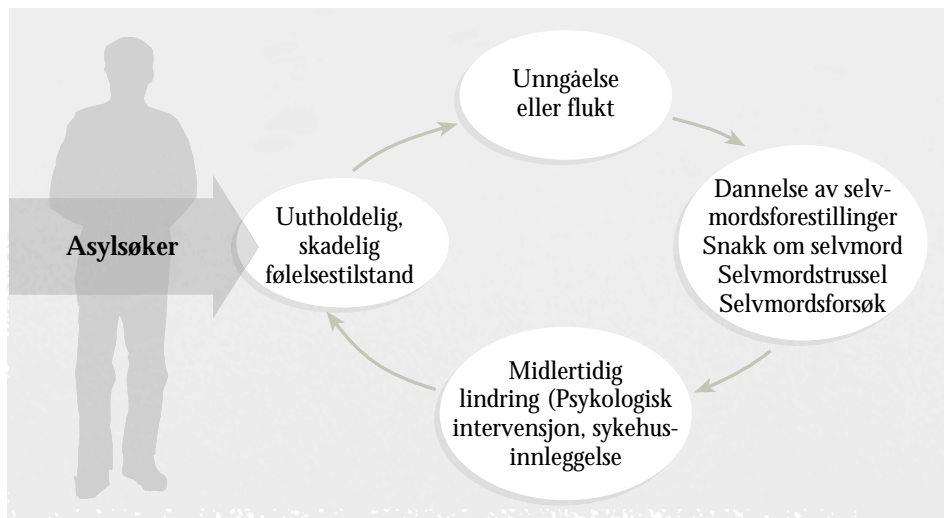 Asylsøker
Uutholdelig,
skadelig
følelsestilstand
Unngåelse
eller flukt
Dannelse av selv-
mordsforestillinger
Snakk om selvmord
Selvmordstrussel
Selvmordsforsøk
Midlertidig
lindring (Psykologisk
intervensjon, sykehus-
innleggelse